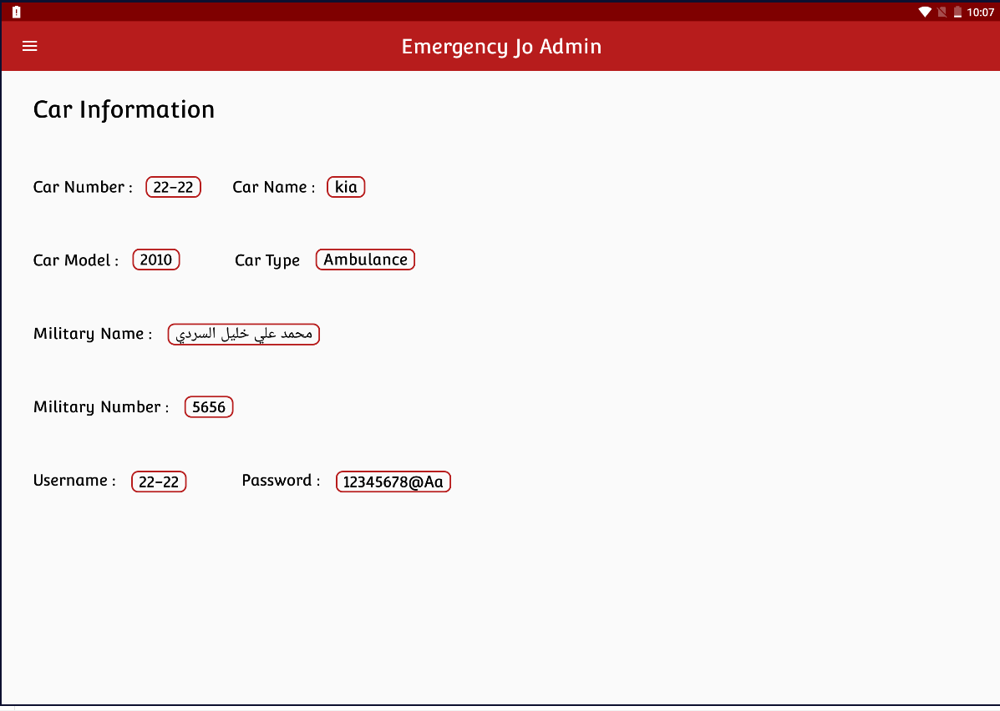 10:07
Emergency Jo Admin
Car Information
Car Number : 22-22 Car Name : kia
Car Model : 2010 Car Type Ambulance
Military Name : محمد علي خليل السردي
Military Number : 5656
Username : 22-22 Password : 12345678@Aa